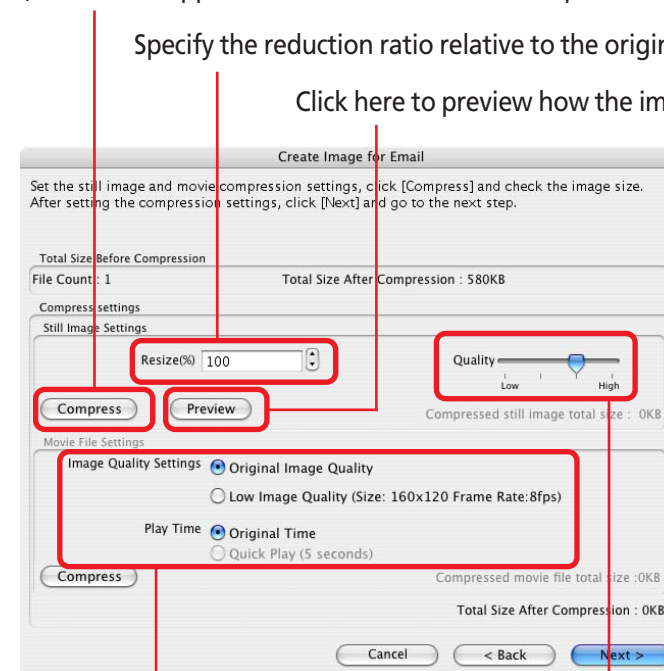 Specify the reduction ratio relative to the
Click here to preview how the
Create Image for Email
Set the still image and movie compression settings, click [Compress] and check the image size.
After setting the compression settings, click [Next] and go to the next step.
Total Size Before Compression
File Count : 1 Total Size After Compression : 580KB
Compress settings
Still Image Settings
Resize(%) 100 Quality
Low High
Compress Preview Compressed still image total size : 0KB
Movie File Settings
Image Quality Settings Original Image Quality
Low Image Quality (Size: 160x120 Frame Rate:8fps)
Play Time Original Time
Quick Play (5 seconds)
Compress Compressed movie file total size :0KB
Total Size After Compression : 0KB
Cancel < Back Next >